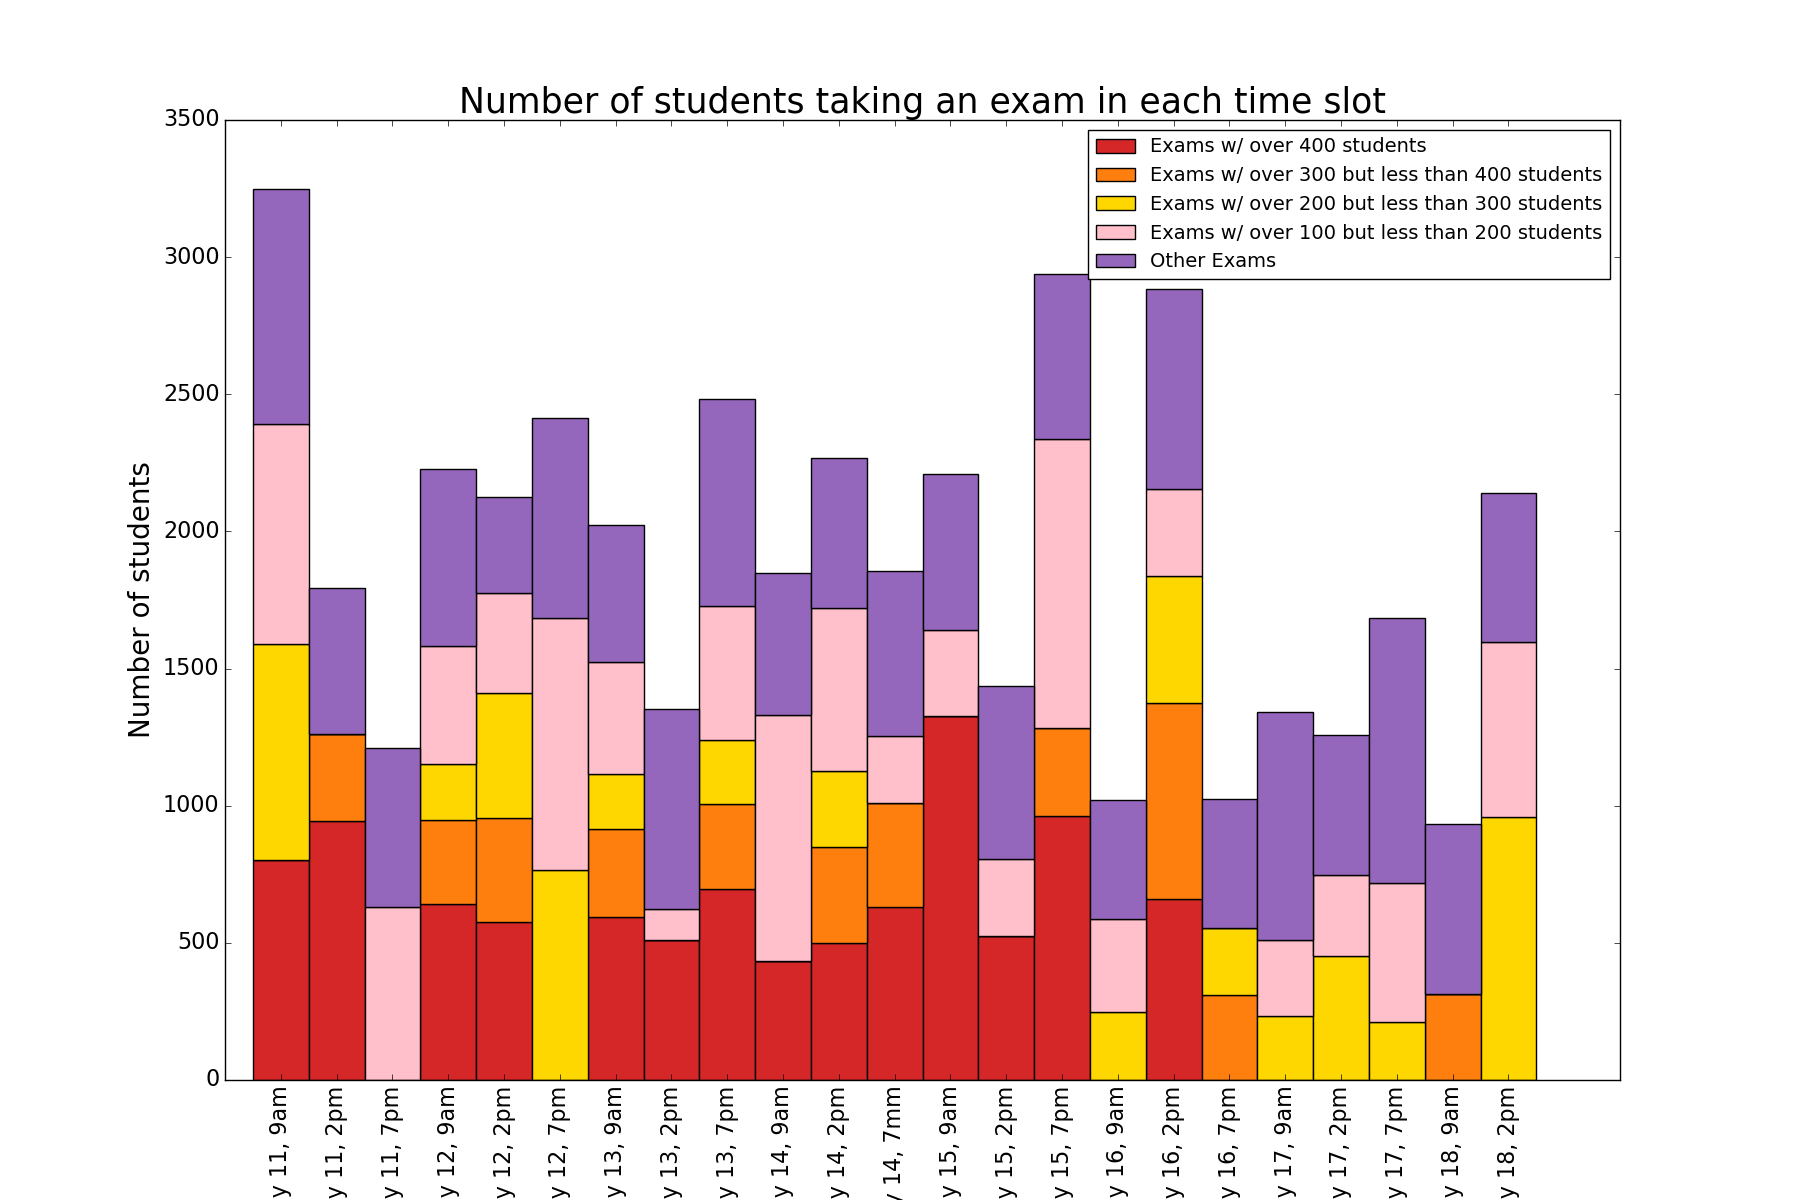 Number of students taking an exam in each time slot
Exams w/ over 400 students
Exams w/ over 300 but less than 400 students
Exams w/ over 200 but less than 300 students
Exams w/ over 100 but less than 200 students
Other Exams
Number of students
3500
3000
2500
2000
1500
1000
500
0
y 11, 9am
y 11, 2pm
y 11, 7pm
y 12, 9am
y 12, 2pm
y 12, 7pm
y 13, 9am
y 13, 2pm
y 13, 7pm
y 14, 9am
y 14, 2pm
y 14, 7mm
y 15, 9am
y 15, 2pm
y 15, 7pm
y 16, 9am
y 16, 2pm
y 16, 7pm
y 17, 9am
y 17, 2pm
y 17, 7pm
y 18, 9am
y 18, 2pm